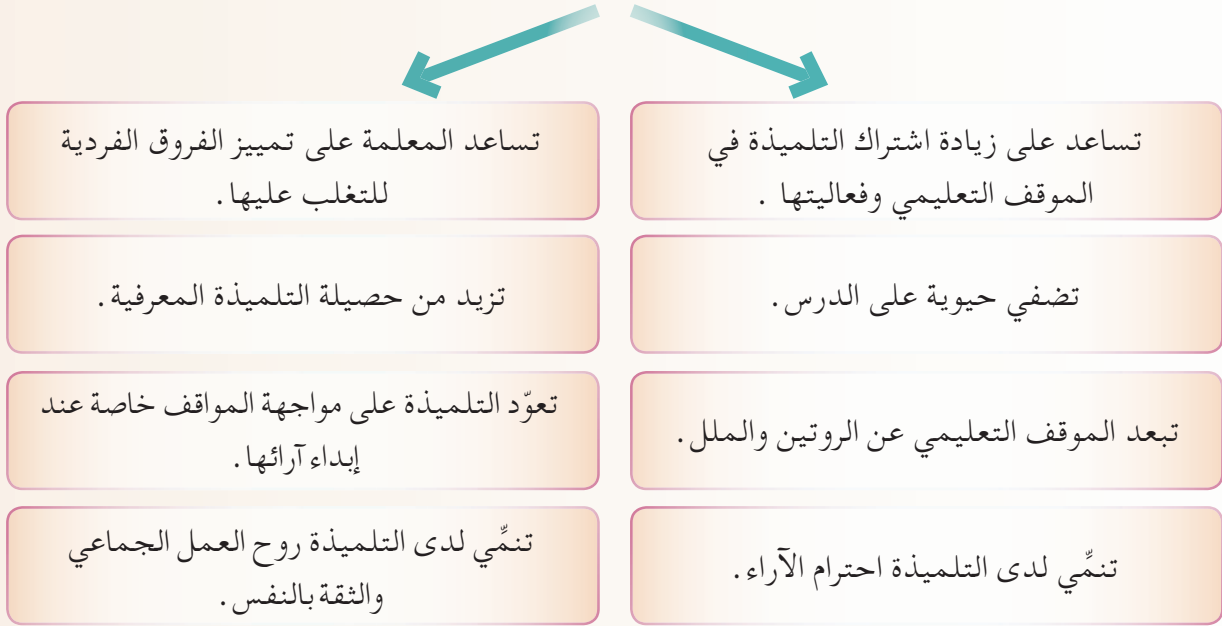 تساعد على زيادة اشتراك التلميذة في
الموقف التعليمي وفعاليتها .
تضفي حيوية على الدرس .
تبعد الموقف التعليمي عن الروتين والملل .
تنمِّي لدى التلميذة احترام الآراء .
تساعد المعلمة على تمييز الفروق الفردية
للتغلب عليها .
تزيد من حصيلة التلميذة المعرفية .
تعوّد التلميذة على مواجهة المواقف خاصة عند
إبداء آرائها .
تنمِّي لدى التلميذة روح العمل الجماعي
والثقة بالنفس .